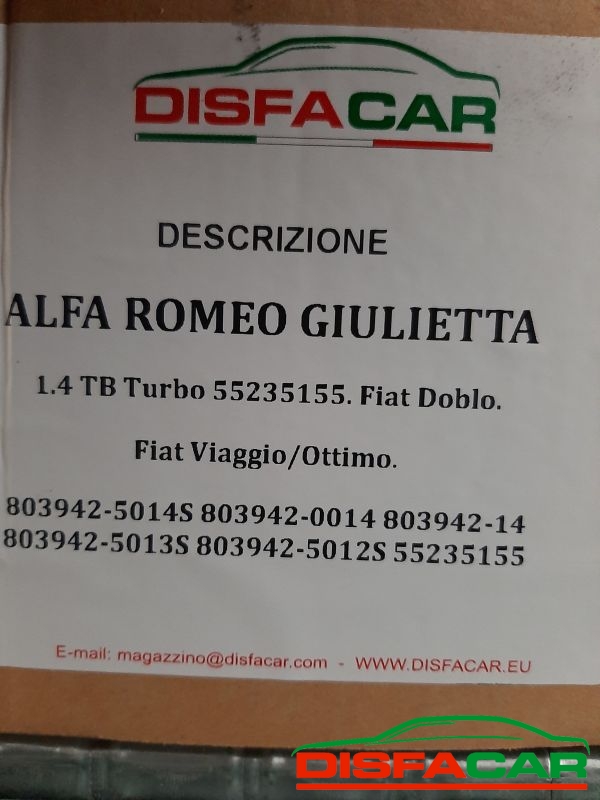 DISFACAR
DESCRIZIONE
ALFA ROMEO GIULIETTA
1.4 TB Turbo 55235155. Fiat Doblo.
Fiat Viaggio/Ottimo.
803942-5014S 803942-0014 803942-14
803942-5013S 803942-5012S 55235155
E-mail: magazzino@disfacar.com - WWW.DISFACAR.EU
DISFACAR